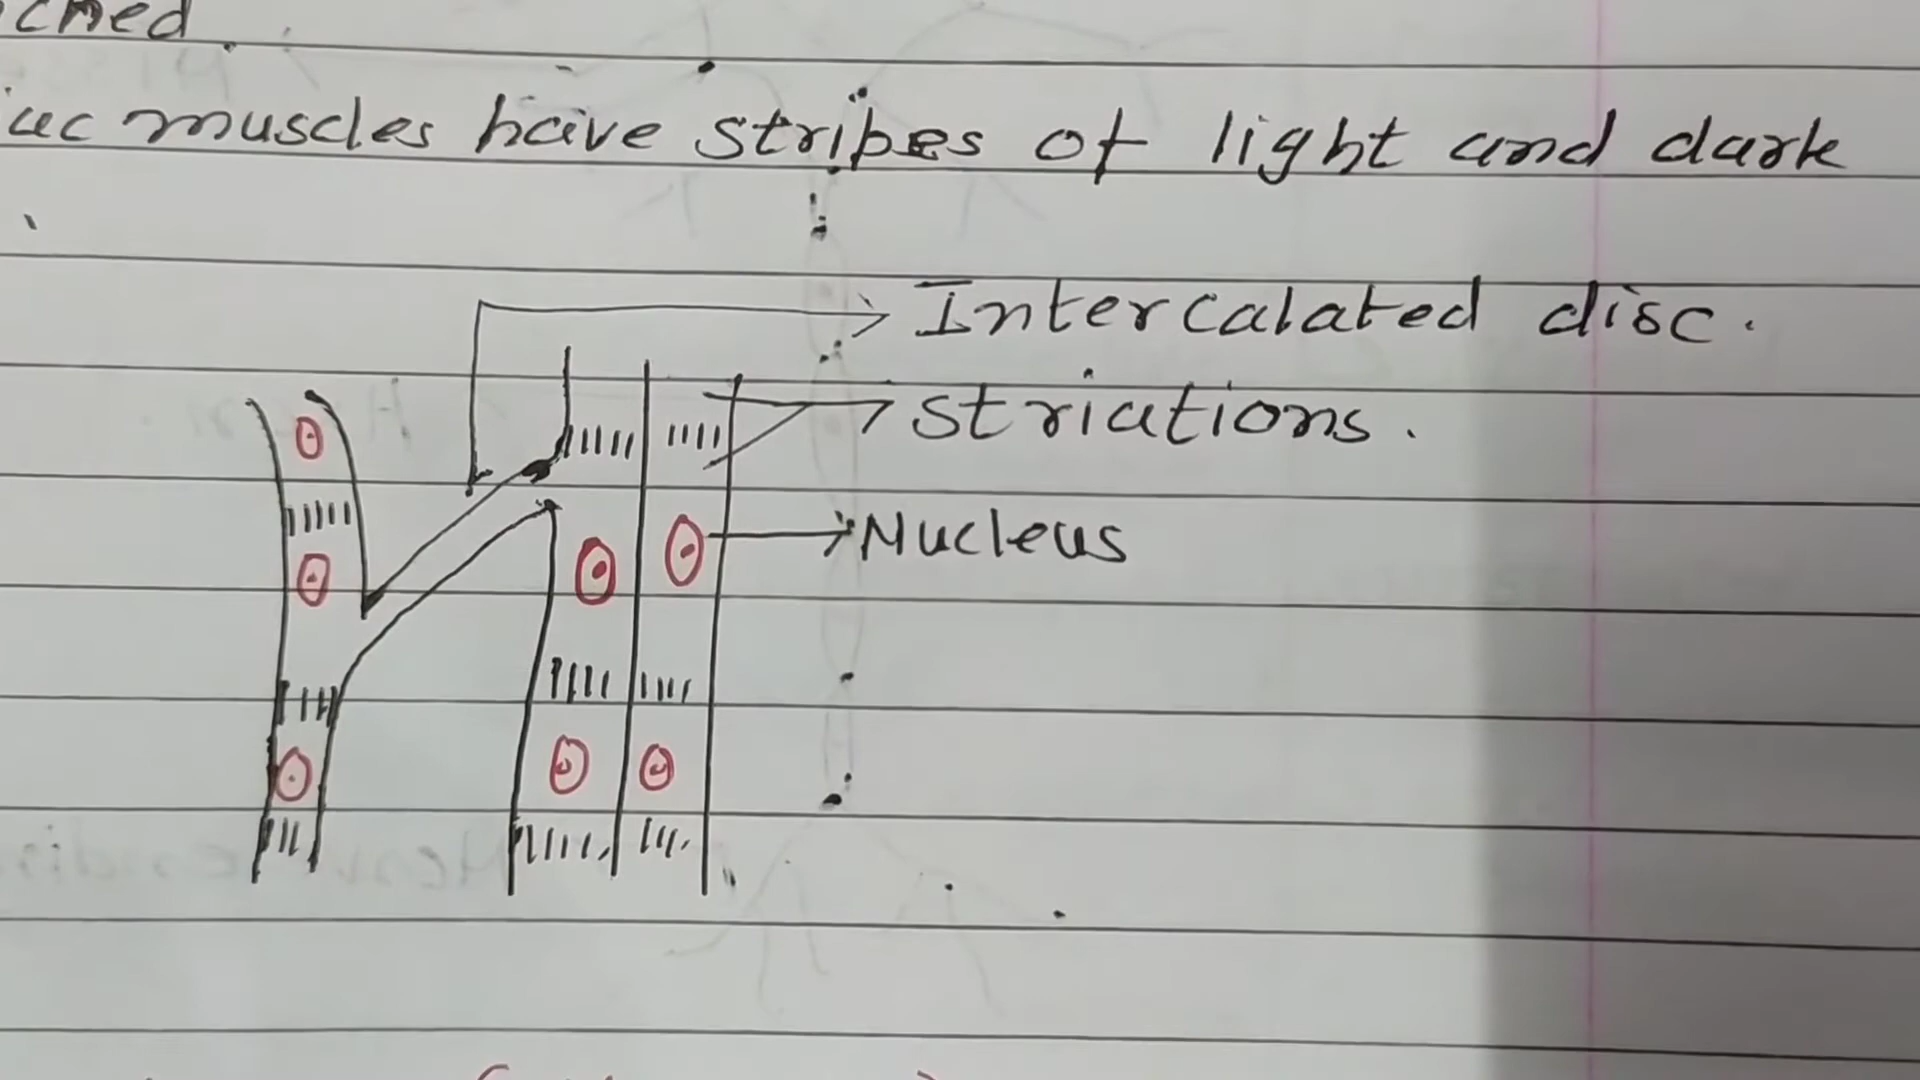 muscles have stripes of light and dark
Intercalated disc.
Striations.
Nucleus